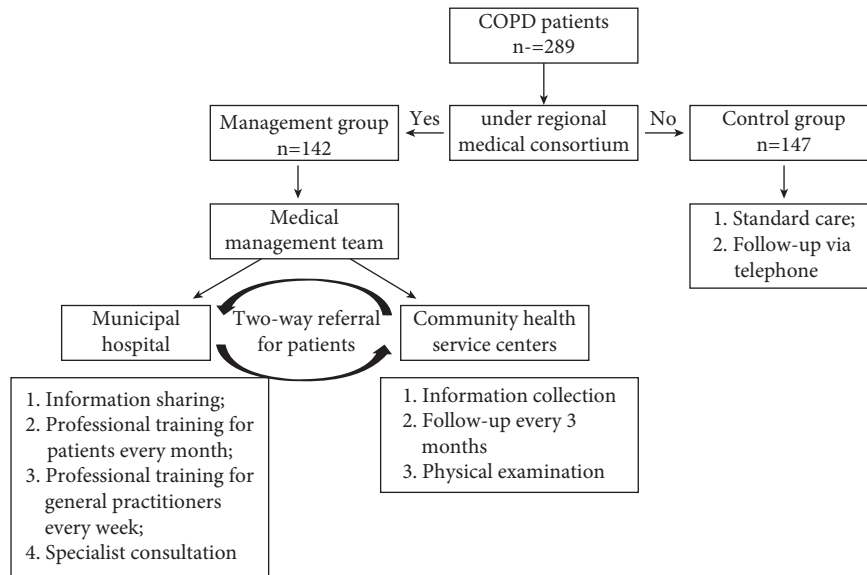 COPD patients
n-=289
Management group
n=142
Yes
under regional
medical consortium
No
Control group
n=147
Medical
management team
1. Standard care;
2. Follow-up via
telephone
Municipal
hospital
Two-way referral
for patients
Community health
service centers
1. Information sharing;
2. Professional training for
patients every month;
3. Professional training for
general practitioners
every week;
4. Specialist consultation
1. Information collection
2. Follow-up every 3
months
3. Physical examination